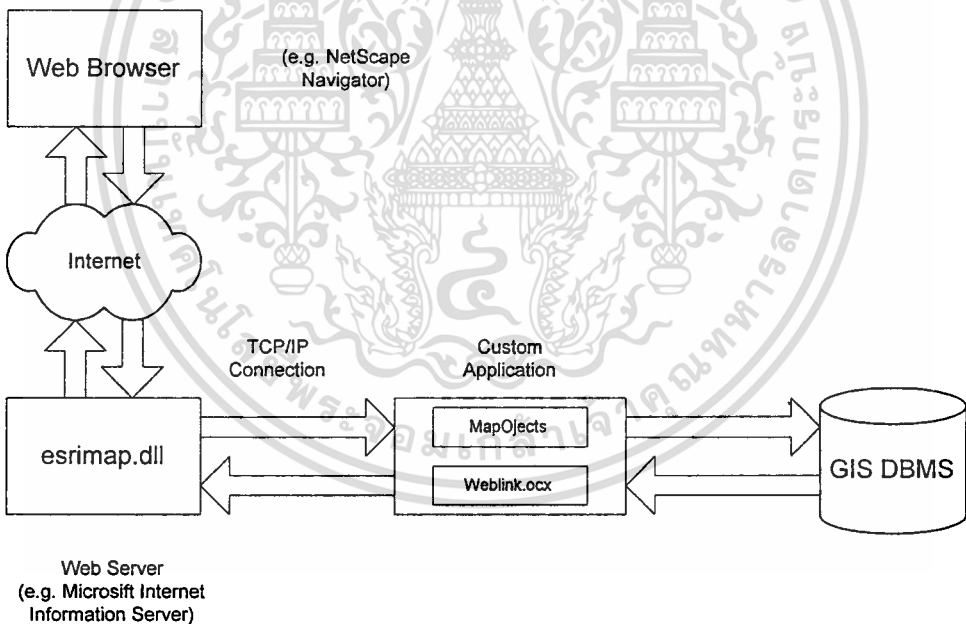 Web Browser
(e.g. NetScape
Navigator)
Internet
TCP/IP
Connection
Custom
Application
esrimap.dll
MapOjects
Weblink.ocx
GIS DBMS
Web Server
(e.g. Microsift Internet
Information Server)